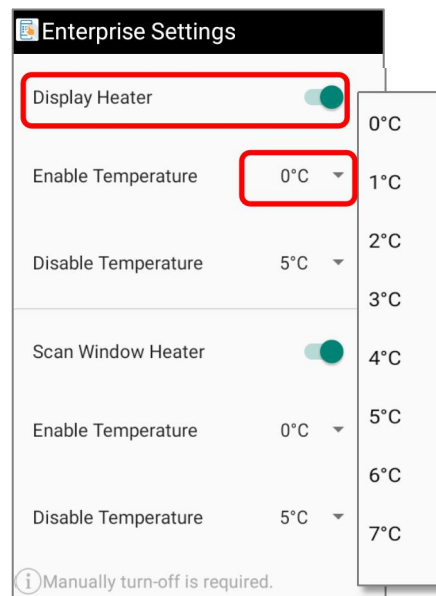 Enterprise Settings
Display Heater
Enable Temperature 0°C
Disable Temperature 5°C
Scan Window Heater
Enable Temperature 0°C
Disable Temperature 5°C
i Manually turn-off is required.
0°C
1°C
2°C
3°C
4°C
5°C
6°C
7°C